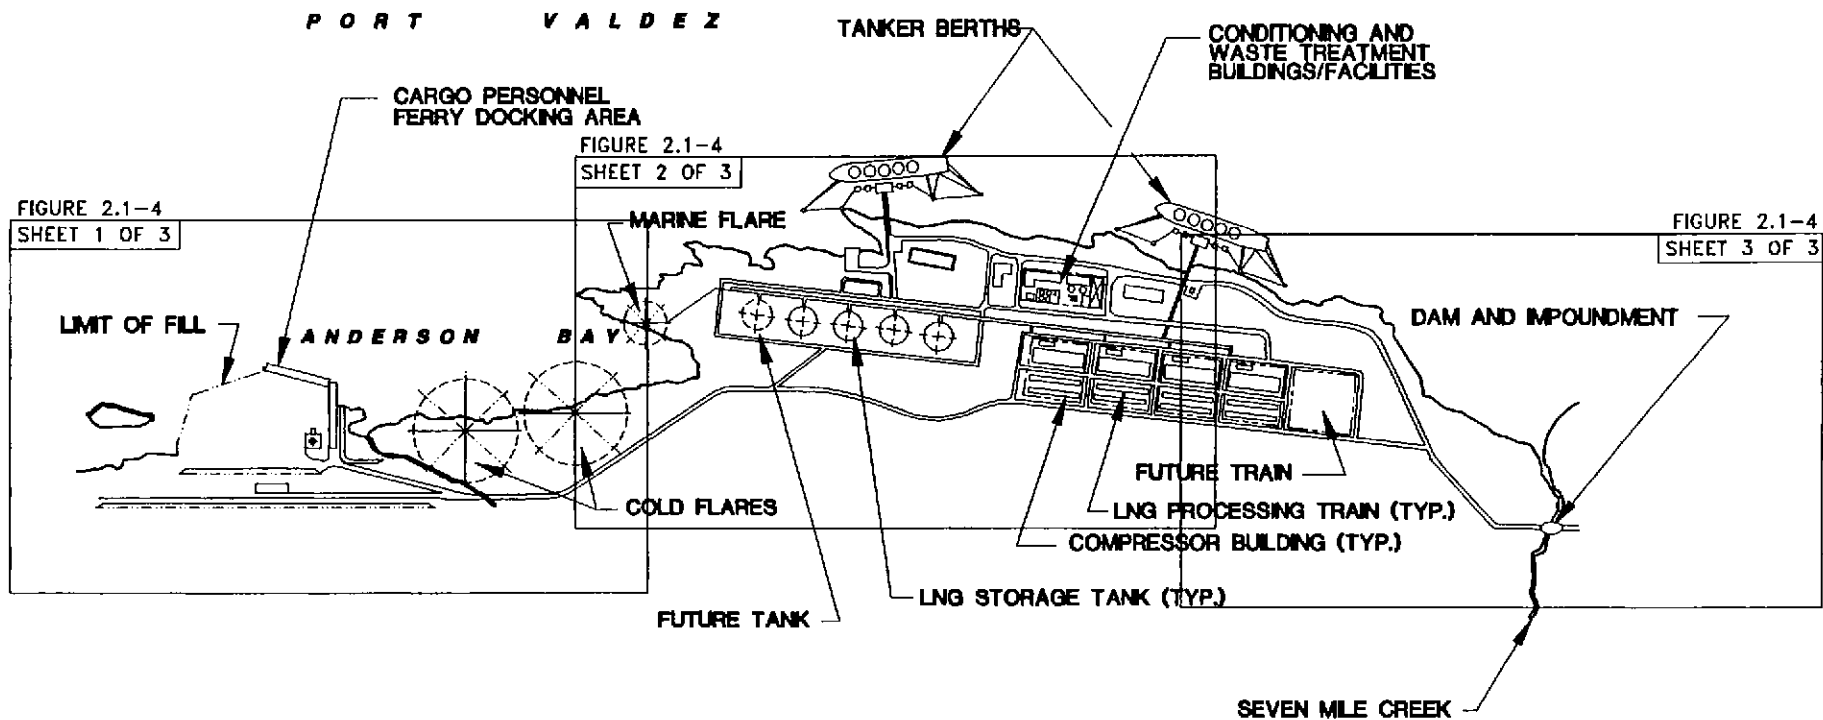 PORT VALDEZ
TANKER BERTHS
CONDITIONING AND
WASTE TREATMENT
BUILDINGS/FACILITIES
CARGO PERSONNEL
FERRY DOCKING AREA
FIGURE 2.1-4
SHEET 2 OF 3
FIGURE 2.1-4
SHEET 1 OF 3
MARINE FLARE
FIGURE 2.1-4
SHEET 3 OF 3
LIMIT OF FILL
ANDERSON BAY
DAM AND IMPOUNDMENT
FUTURE TRAIN
COLD FLARES
LNG PROCESSING TRAIN (TYP.)
COMPRESSOR BUILDING (TYP.)
LNG STORAGE TANK (TYP.)
FUTURE TANK
SEVEN MILE CREEK